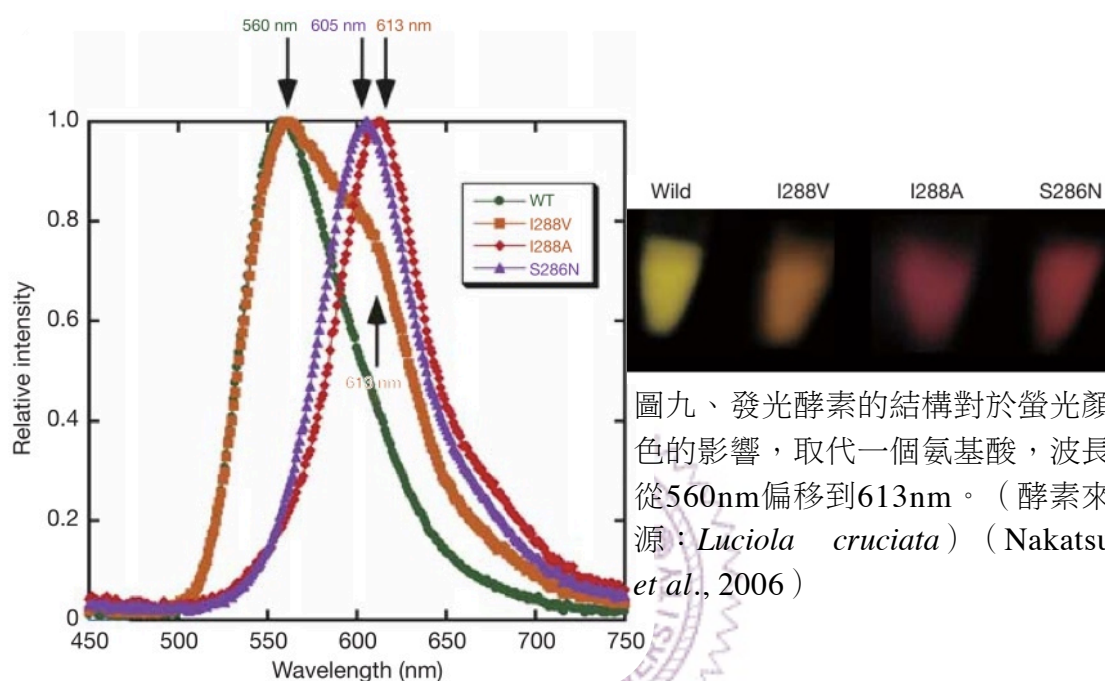 560 nm 605 nm 613 nm
1.0
0.8
0.6
0.4
0.2
0
Relative intensity
WT
I288V
I288A
S286N
613 nm
450 500 550 600 650 700 750
Wavelength (nm)
Wild I288V I288A S286N
圖九、發光酵素的結構對於螢光顏
色的影響，取代一個氨基酸，波長
從560nm偏移到613nm。（酵素來
源：Luciola cruciata）（Nakatsu
et al., 2006）